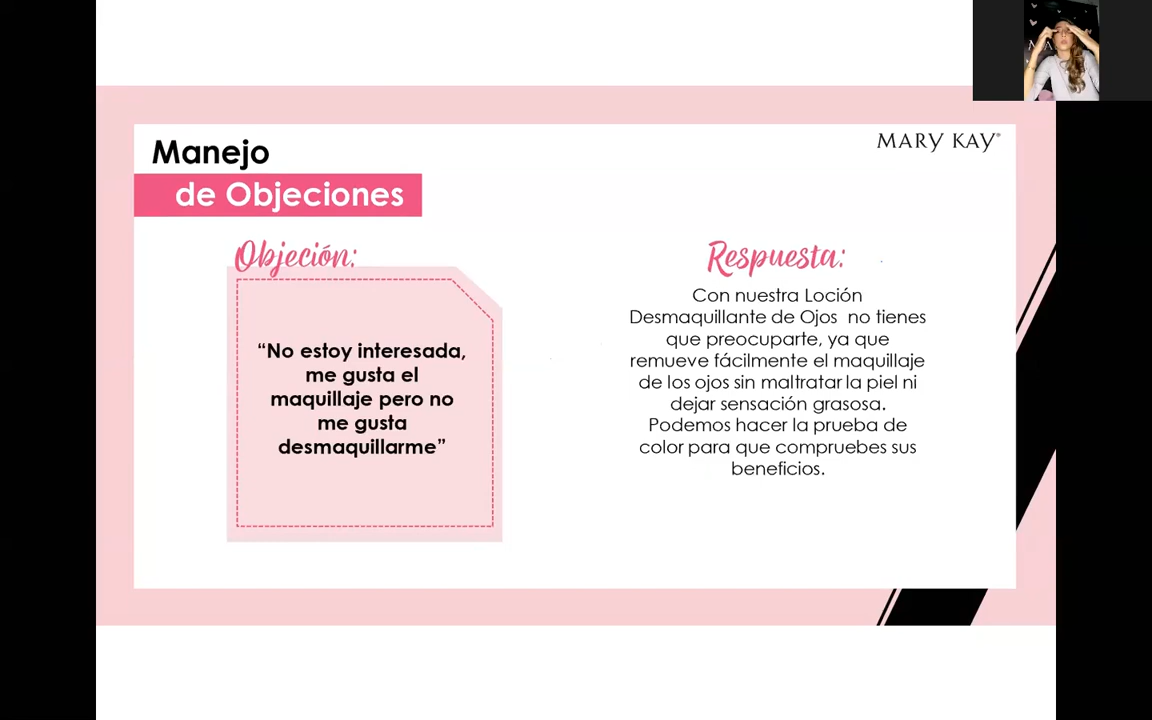 MARY KAY®
Manejo
de Objeciones
Objeción:
“No estoy interesada,
me gusta el
maquillaje pero no
me gusta
desmaquillarme”
Respuesta:
Con nuestra Loción
Desmaquillante de Ojos no tienes
que preocuparte, ya que
remueve fácilmente el maquillaje
de los ojos sin maltratar la piel ni
dejar sensación grasosa.
Podemos hacer la prueba de
color para que compruebes sus
beneficios.